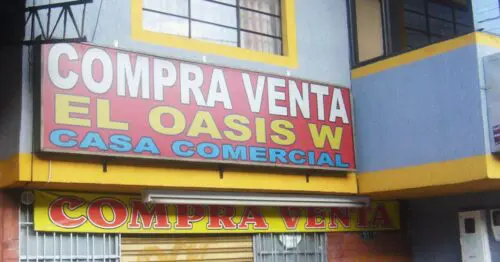 COMPRA VENTA
EL OASIS W
CASA COMERCIAL
COMPRA VENTA